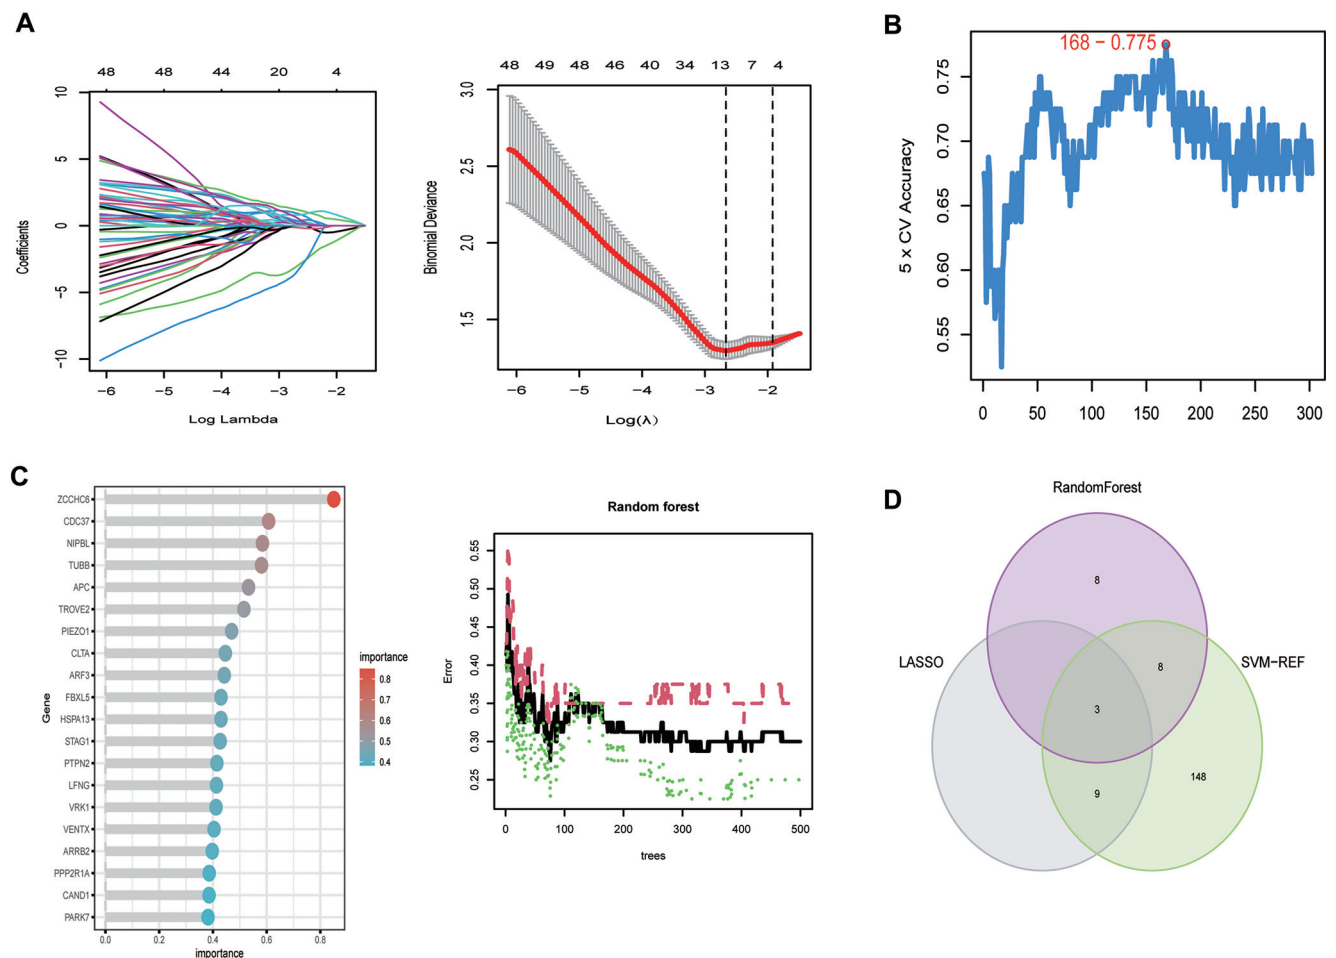 A
48 48 44 20 4
10
5
0
−5
−10
Coefficients
−6 −5 −4 −3 −2
Log Lambda
48 49 48 46 40 34 13 7 4
3.0
2.5
2.0
1.5
Binomial Deviance
−6 −5 −4 −3 −2
Log(λ)
B
168 − 0.775
0.75
0.70
0.65
0.60
0.55
5 x CV Accuracy
0 50 100 150 200 250 300
C
ZCCHC6
CDC37
NIPBL
TUBB
APC
TROVE2
PIEZO1
CLTA
ARF3
FBXL5
HSPA13
STAG1
PTPN2
LFNG
VRK1
VENTX
ARRB2
PPP2R1A
CAND1
PARK7
Gene
0.0 0.2 0.4 0.6 0.8
importance
importance
0.8
0.7
0.6
0.5
0.4
Random forest
0.55
0.50
0.45
0.40
0.35
0.30
0.25
Error
0 100 200 300 400 500
trees
D
RandomForest
LASSO
SVM−REF
8
8
3
9
148